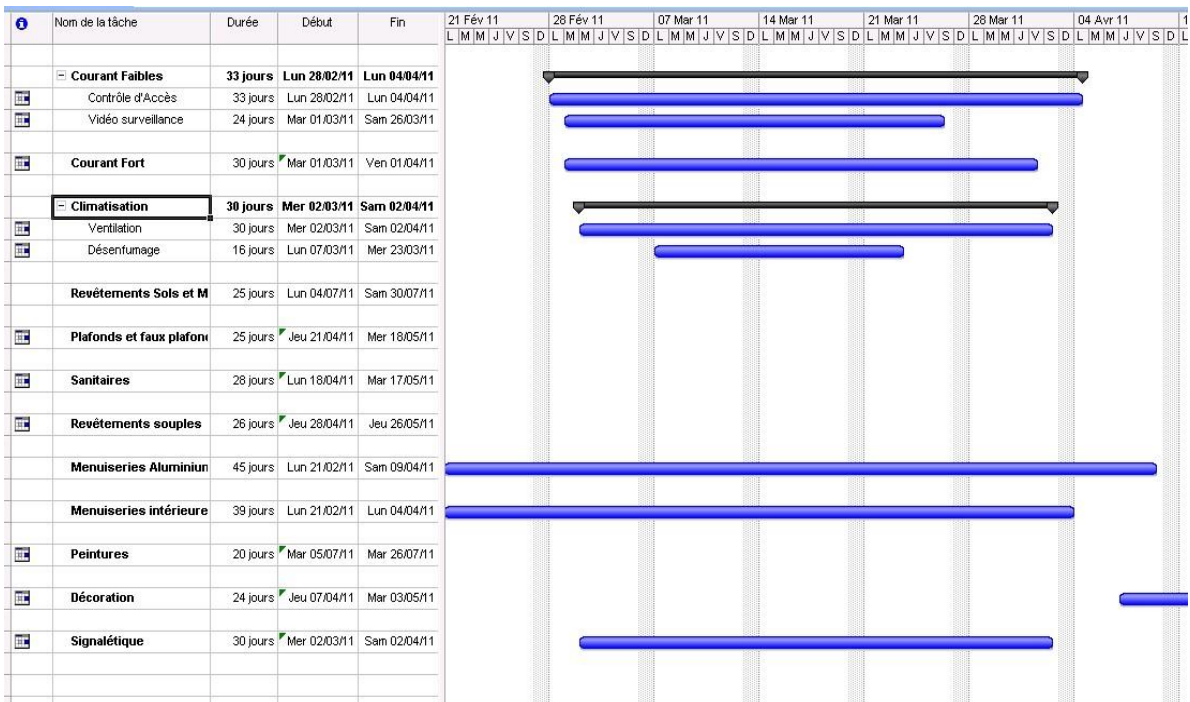 Nom de la tâche Durée Début Fin 21 Fév 11 28 Fév 11 07 Mar 11 14 Mar 11 21 Mar 11 28 Mar 11 04 Avr 11 1
L M M J V S D L M M J V S D L M M J V S D L M M J V S D L M M J V S D L M M J V S D L M M J V S D L
Courant Faibles 33 jours Lun 28/02/11 Lun 04/04/11
Contrôle d'Accès 33 jours Lun 28/02/11 Lun 04/04/11
Vidéo surveillance 24 jours Mar 01/03/11 Sam 26/03/11
Courant Fort 30 jours Mar 01/03/11 Ven 01/04/11
Climatisation 30 jours Mer 02/03/11 Sam 02/04/11
Ventilation 30 jours Mer 02/03/11 Sam 02/04/11
Désenfumage 16 jours Lun 07/03/11 Mer 23/03/11
Revêtements Sols et M 25 jours Lun 04/07/11 Sam 30/07/11
Plafonds et faux plafond 25 jours Jeu 21/04/11 Mer 18/05/11
Sanitaires 28 jours Lun 18/04/11 Mar 17/05/11
Revêtements souples 26 jours Jeu 28/04/11 Jeu 26/05/11
Menuiseries Aluminiun 45 jours Lun 21/02/11 Sam 09/04/11
Menuiseries intérieure 39 jours Lun 21/02/11 Lun 04/04/11
Peintures 20 jours Mar 05/07/11 Mar 26/07/11
Décoration 24 jours Jeu 07/04/11 Mar 03/05/11
Signalétique 30 jours Mer 02/03/11 Sam 02/04/11